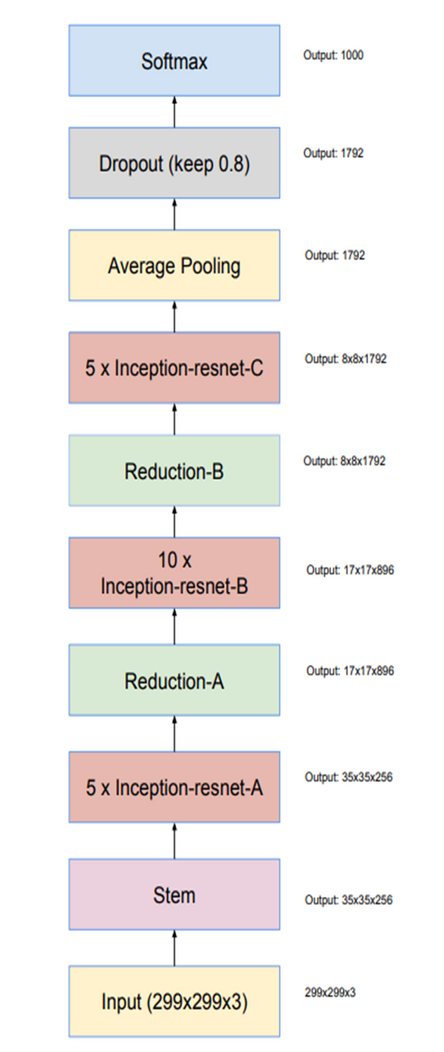 Softmax
Output: 1000
Dropout (keep 0.8)
Output: 1792
Average Pooling
Output: 1792
5 x Inception-resnet-C
Output: 8x8x1792
Reduction-B
Output: 8x8x1792
10 x
Inception-resnet-B
Output: 17x17x896
Reduction-A
Output: 17x17x896
5 x Inception-resnet-A
Output: 35x35x256
Stem
Output: 35x35x256
Input (299x299x3)
299x299x3